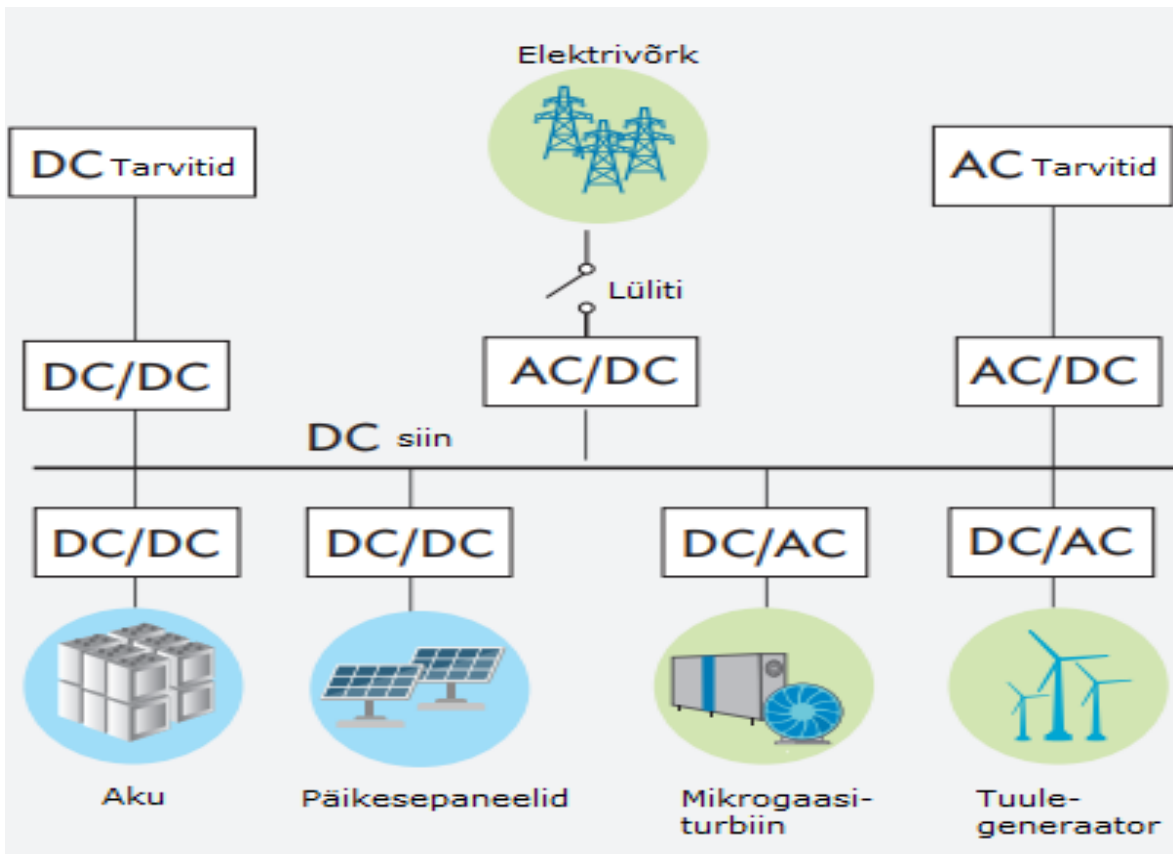 Elektrivõrk
DC Tarvitid
AC Tarvitid
Lüliti
DC/DC
AC/DC
AC/DC
DC siin
DC/DC
DC/DC
DC/AC
DC/AC
Aku
Päikesepaneelid
Mikrogaasi-
turbiin
Tuule-
generaator